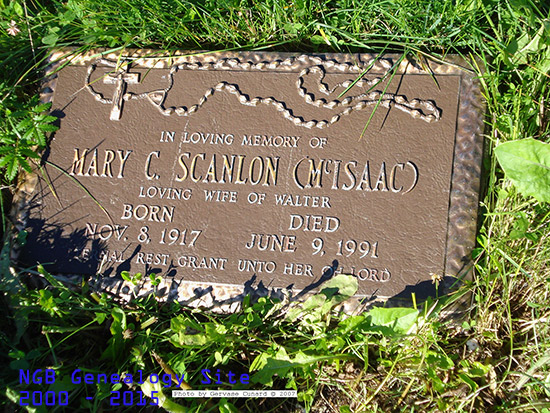 IN LOVING MEMORY OF
MARY C. SCANLON (McISAAC)
LOVING WIFE OF WALTER
BORN DIED
NOV. 8, 1917 JUNE 9, 1991
REST GRANT UNTO HER O LORD
NGB Genealogy Site
2000 - 2015
Photo by Gervase Cunard © 2007